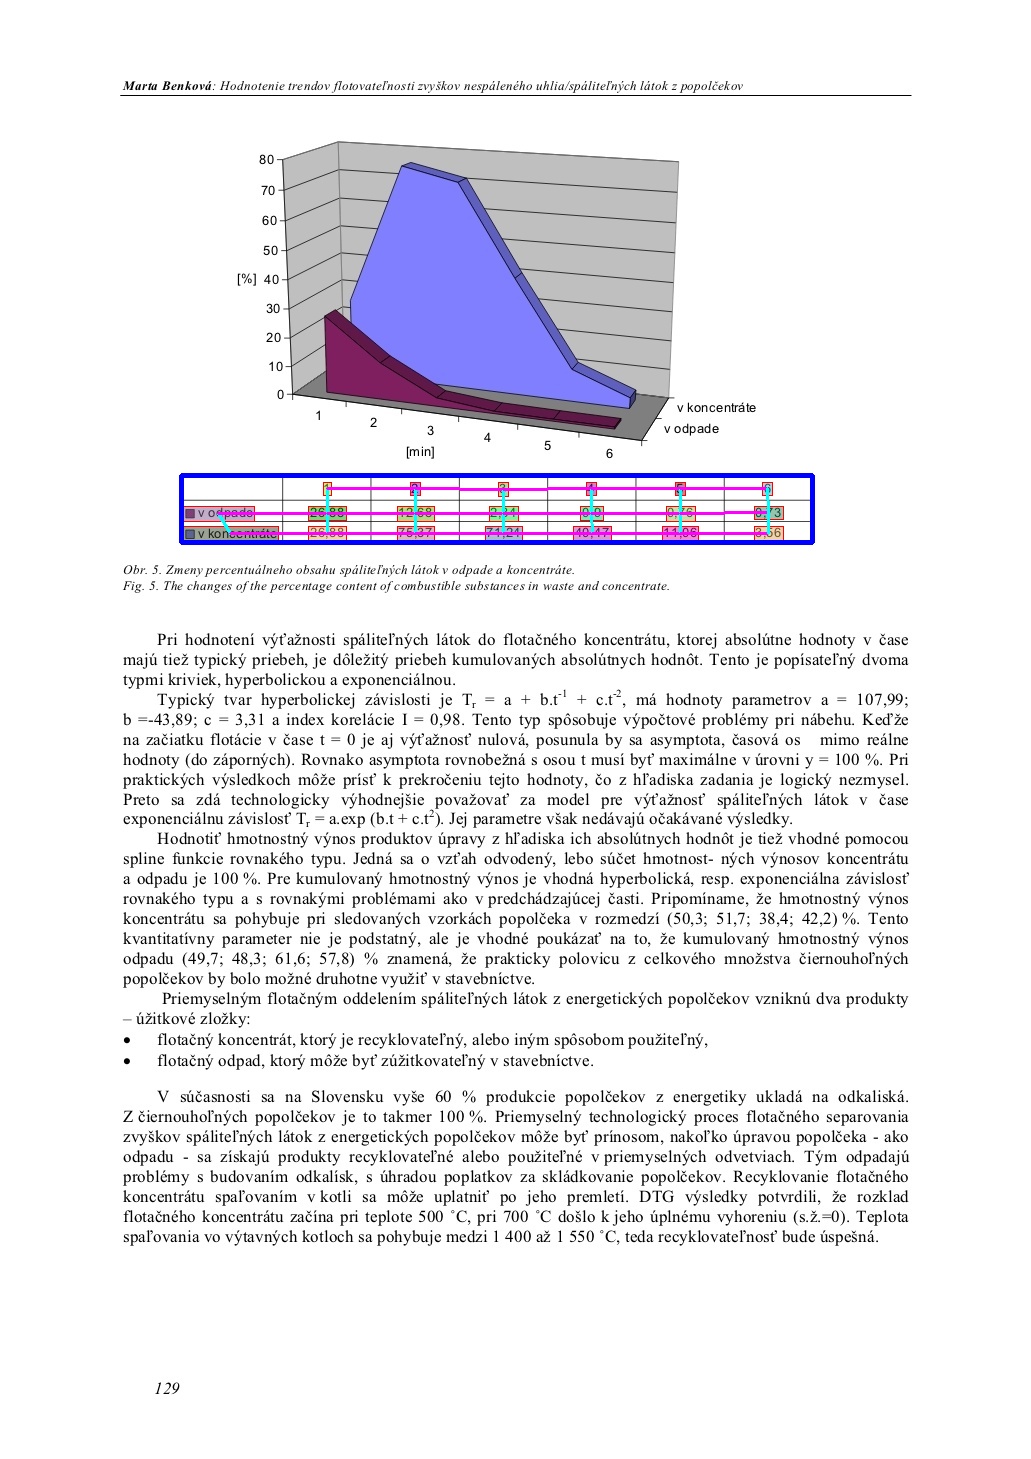 Marta Benková: Hodnotenie trendov flotovateľnosti zvyškov nespáleného uhlia/spáliteľných látok z popolčekov
80
70
60
50
[%] 40
30
20
10
0
1
2
3
4
5
6
[min]
v koncentráte
v odpade
1 2 3 4 5 6
v odpade 26,88 12,68 0,73
v koncentráte 26,88 75,37 71,21 40,47 11,96 3,56
Obr. 5. Zmeny percentuálneho obsahu spáliteľných látok v odpade a koncentráte.
Fig. 5. The changes of the percentage content of combustible substances in waste and concentrate.
Pri hodnotení výťažnosti spáliteľných látok do flotačného koncentrátu, ktorej absolútne hodnoty v čase
majú tiež typický priebeh, je dôležitý priebeh kumulovaných absolútnych hodnôt. Tento je popísateľný dvoma
typmi kriviek, hyperbolickou a exponenciálnou.
Typický tvar hyperbolickej závislosti je Tr = a + b.t-1 + c.t-2, má hodnoty parametrov a = 107,99;
b =-43,89; c = 3,31 a index korelácie I = 0,98. Tento typ spôsobuje výpočtové problémy pri nábehu. Keďže
na začiatku flotácie v čase t = 0 je aj výťažnosť nulová, posunula by sa asymptota, časová os mimo reálne
hodnoty (do záporných). Rovnako asymptota rovnobežná s osou t musí byť maximálne v úrovni y = 100 %. Pri
praktických výsledkoch môže prísť k prekročeniu tejto hodnoty, čo z hľadiska zadania je logický nezmysel.
Preto sa zdá technologicky výhodnejšie považovať za model pre výťažnosť spáliteľných látok v čase
exponenciálnu závislosť Tr = a.exp (b.t + c.t2). Jej parametre však nedávajú očakávané výsledky.
Hodnotiť hmotnostný výnos produktov úpravy z hľadiska ich absolútnych hodnôt je tiež vhodné pomocou
spline funkcie rovnakého typu. Jedná sa o vzťah odvodený, lebo súčet hmotnost- ných výnosov koncentrátu
a odpadu je 100 %. Pre kumulovaný hmotnostný výnos je vhodná hyperbolická, resp. exponenciálna závislosť
rovnakého typu a s rovnakými problémami ako v predchádzajúcej časti. Pripomíname, že hmotnostný výnos
koncentrátu sa pohybuje pri sledovaných vzorkách popolčeka v rozmedzí (50,3; 51,7; 38,4; 42,2) %. Tento
kvantitatívny parameter nie je podstatný, ale je vhodné poukázať na to, že kumulovaný hmotnostný výnos
odpadu (49,7; 48,3; 61,6; 57,8) % znamená, že prakticky polovicu z celkového množstva čiernouhoľných
popolčekov by bolo možné druhotne využiť v stavebníctve.
Priemyselným flotačným oddelením spáliteľných látok z energetických popolčekov vzniknú dva produkty
– úžitkové zložky:
• flotačný koncentrát, ktorý je recyklovateľný, alebo iným spôsobom použiteľný,
• flotačný odpad, ktorý môže byť zúžitkovateľný v stavebníctve.
V súčasnosti sa na Slovensku vyše 60 % produkcie popolčekov z energetiky ukladá na odkaliská.
Z čiernouhoľných popolčekov je to takmer 100 %. Priemyselný technologický proces flotačného separovania
zvyškov spáliteľných látok z energetických popolčekov môže byť prínosom, nakoľko úpravou popolčeka - ako
odpadu - sa získajú produkty recyklovateľné alebo použiteľné v priemyselných odvetviach. Tým odpadajú
problémy s budovaním odkalísk, s úhradou poplatkov za skládkovanie popolčekov. Recyklovanie flotačného
koncentrátu spaľovaním v kotli sa môže uplatniť po jeho premletí. DTG výsledky potvrdili, že rozklad
flotačného koncentrátu začína pri teplote 500 ˚C, pri 700 ˚C došlo k jeho úplnému vyhoreniu (s.ž.=0). Teplota
spaľovania vo výtavných kotloch sa pohybuje medzi 1 400 až 1 550 ˚C, teda recyklovateľnosť bude úspešná.
129